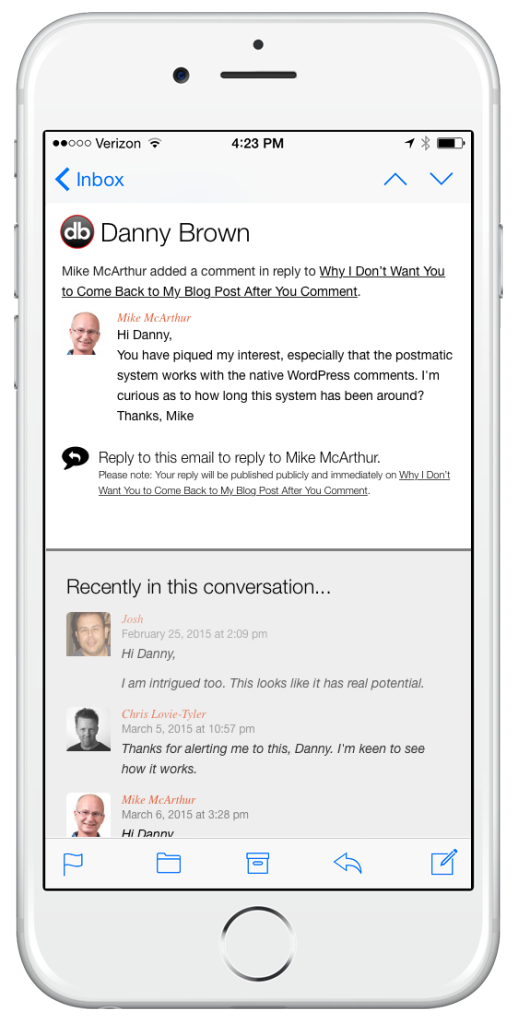 Verizon 4:23 PM
Inbox
db Danny Brown
Mike McArthur added a comment in reply to Why I Don't Want You
to Come Back to My Blog Post After You Comment.
Mike McArthur
Hi Danny,
You have piqued my interest, especially that the postmatic
system works with the native WordPress comments. I'm
curious as to how long this system has been around?
Thanks, Mike
Reply to this email to reply to Mike McArthur.
Please note: Your reply will be published publicly and immediately on Why I Don't
Want You to Come Back to My Blog Post After You Comment.
Recently in this conversation...
Josh
February 25, 2015 at 2:09 pm
Hi Danny,
I am intrigued too. This looks like it has real potential.
Chris Lovie-Tyler
March 5, 2015 at 10:57 pm
Thanks for alerting me to this, Danny. I'm keen to see
how it works.
Mike McArthur
March 6, 2015 at 3:28 pm
Hi Danny